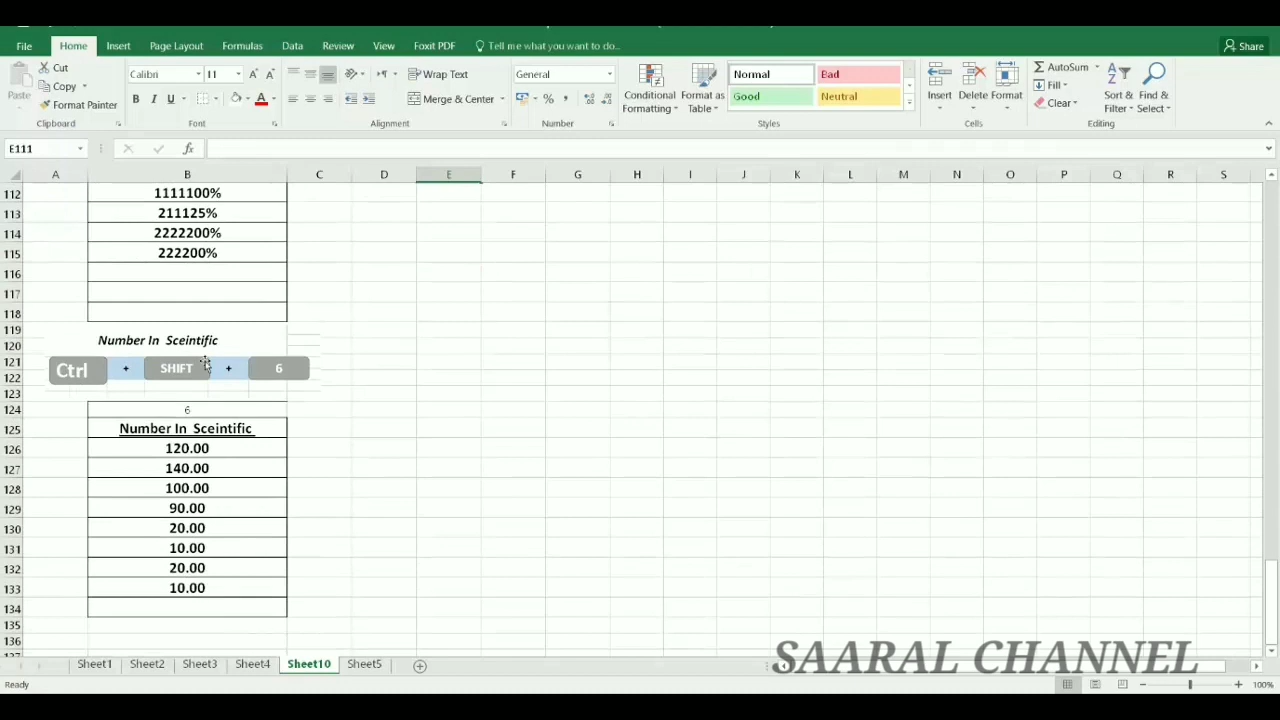 File Home Insert Page Layout Formulas Data Review View Foxit PDF Tell me what you want to do... Share
Paste Cut Copy Format Painter
Calibri 11
B I U A
Wrap Text
Merge & Center
General
%
Conditional Formatting
Format as Table
Normal Bad
Good Neutral
Insert Delete Format
AutoSum
Fill
Clear
Sort & Filter
Find & Select
Clipboard Font Alignment Number Styles Cells Editing
E111 fx
A B C D E F G H I J K L M N O P Q R S
112 1111100%
113 211125%
114 2222200%
115 222200%
116
117
118
119
120 Number In Sceintific
121
122 Ctrl + SHIFT + 6
123
124 6
125 Number In Sceintific
126 120.00
127 140.00
128 100.00
129 90.00
130 20.00
131 10.00
132 20.00
133 10.00
134
135
136
137
SAARAL CHANNEL
Sheet1 Sheet2 Sheet3 Sheet4 Sheet10 Sheet5
Ready 100%